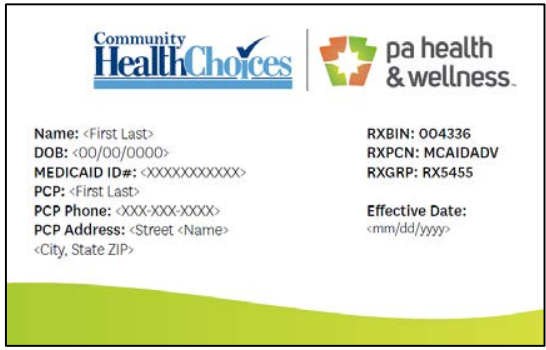 Community
HealthChoices
pa health
& wellness™
Name: <First Last>
DOB: <00/00/0000>
MEDICAID ID#: <XXXXXXXXXXX>
PCP: <First Last>
PCP Phone: <XXX-XXX-XXXX>
PCP Address: <Street <Name>
<City, State ZIP>
RXBIN: 004336
RXPCN: MCAIDADV
RXGRP: RX5455
Effective Date:
<mm/dd/yyyy>